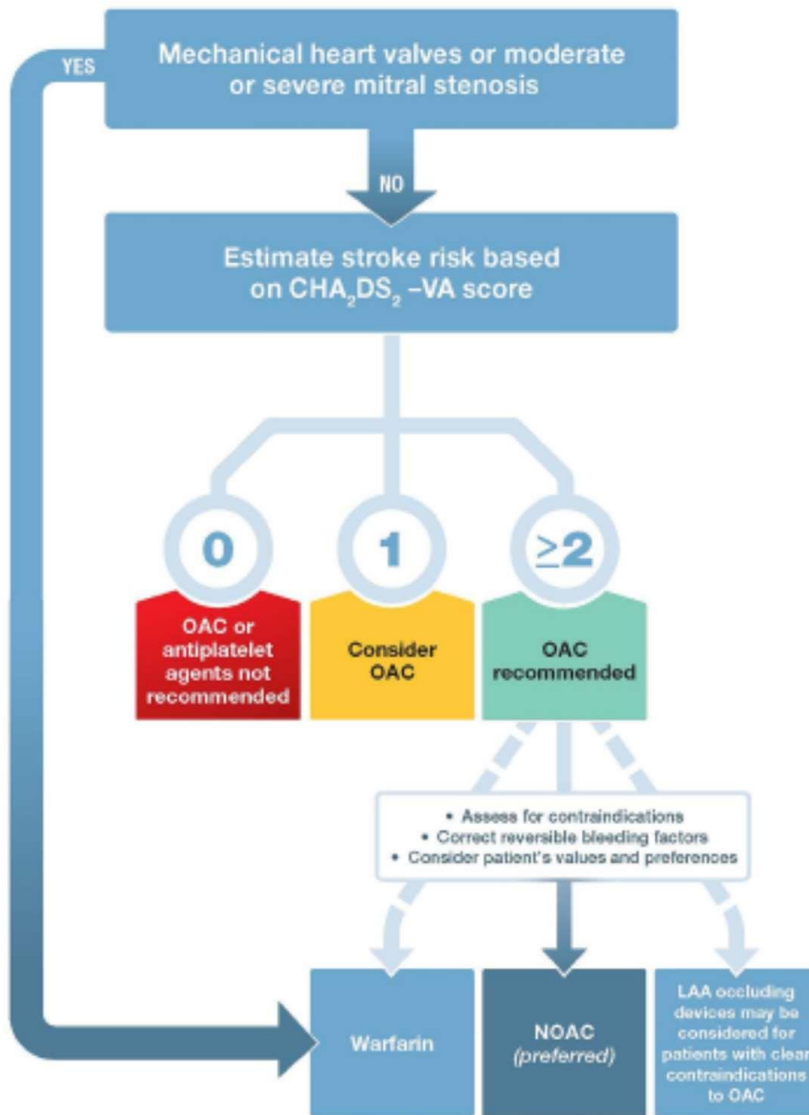 YES
Mechanical heart valves or moderate
or severe mitral stenosis
NO
Estimate stroke risk based
on CHA₂DS₂ –VA score
0
1
≥2
OAC or
antiplatelet
agents not
recommended
Consider
OAC
OAC
recommended
• Assess for contraindications
• Correct reversible bleeding factors
• Consider patient's values and preferences
Warfarin
NOAC
(preferred)
LAA occluding
devices may be
considered for
patients with clear
contraindications
to OAC